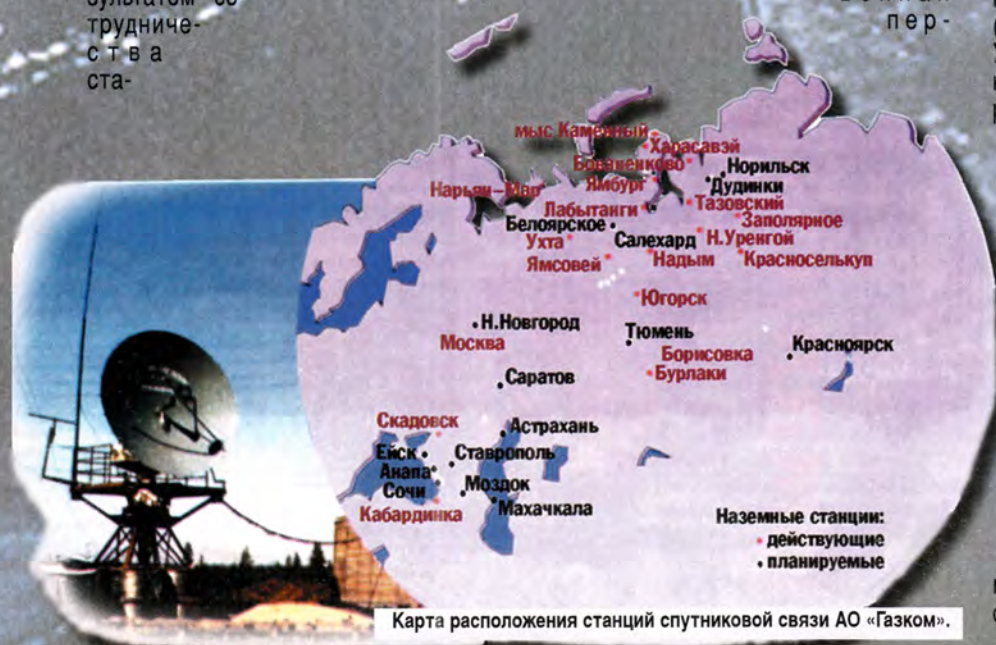 зультатом со-
трудниче-
ства
ста-
пер-
мыс Каменный
Харасавэй
Бованенково
Норильск
Нарьян-Мар
Ямбург
Дудинки
Лабытанги
Тазовский
Белоярское
Заполярное
Ухта
Салехард
Н.Уренгой
Ямсовей
Надым
Красноселькуп
Югорск
Н.Новгород
Тюмень
Москва
Борисовка
Красноярск
Бурлаки
Саратов
Скадовск
Астрахань
Ейск
Ставрополь
Анапа
Моздок
Сочи
Махачкала
Кабардинка
Наземные станции:
действующие
планируемые
Карта расположения станций спутниковой связи АО «Газком».